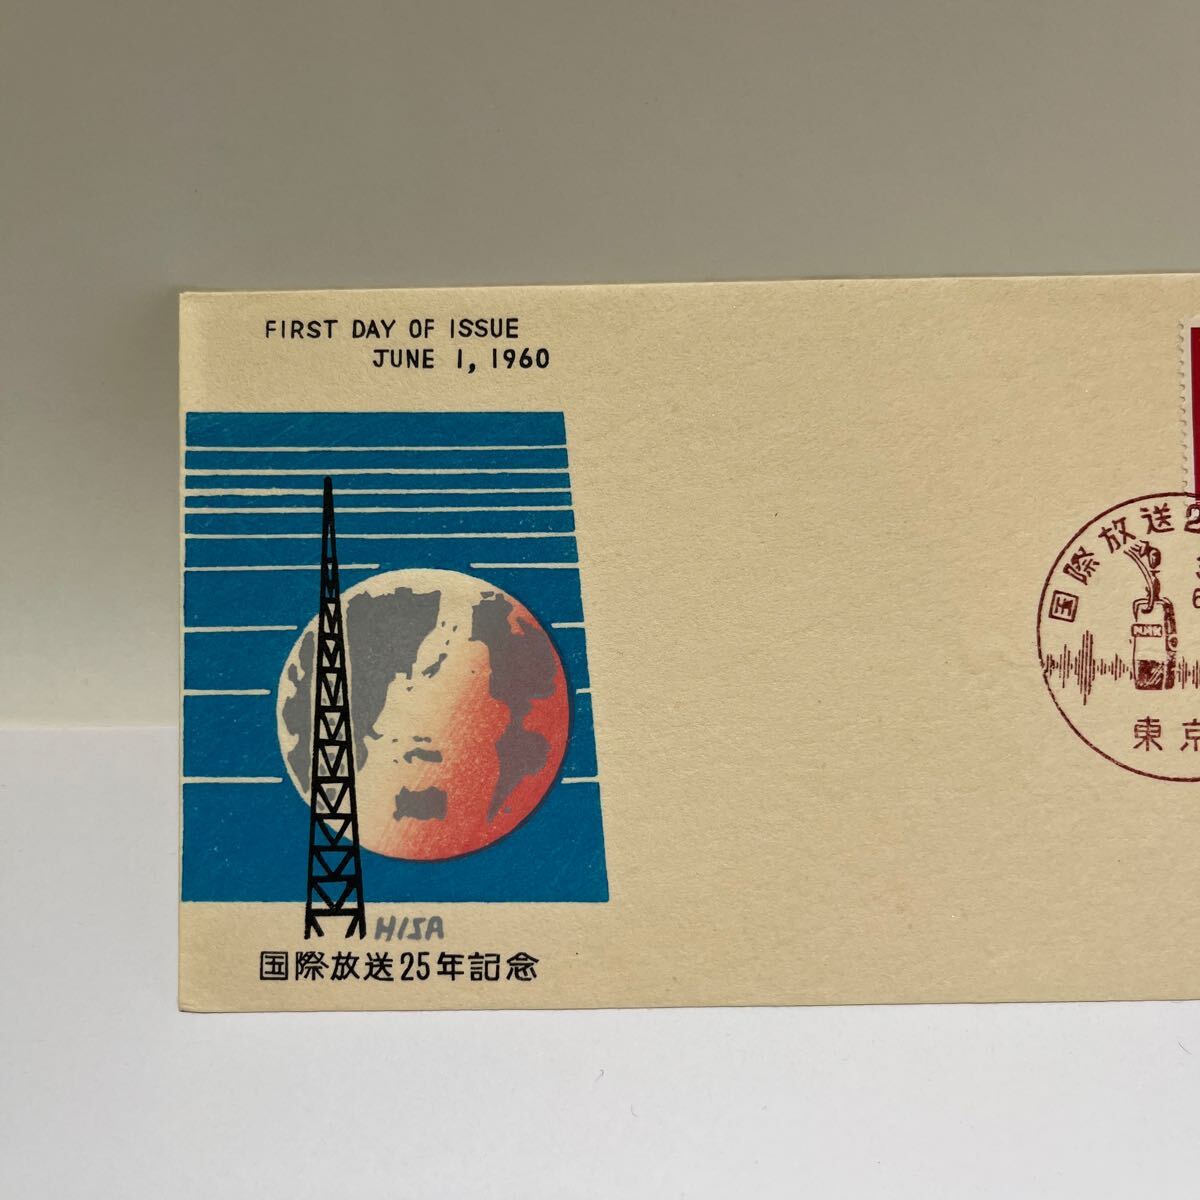 FIRST DAY OF ISSUE
JUNE 1, 1960
HISA
国際放送25年記念
国際放送2
NHK
東京